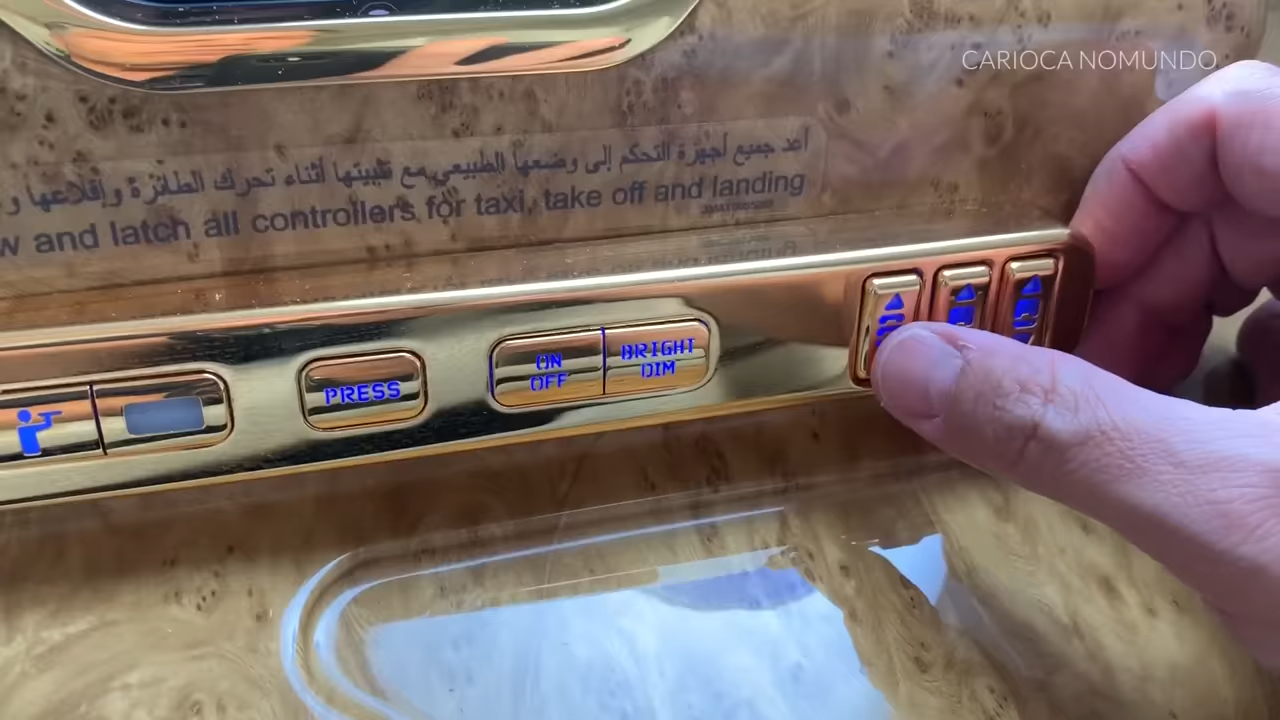 CARIOCA NOMUNDO
أعد جميع أجهزة التحكم إلى وضعها الطبيعي مع تثبيتها أثناء تحرك الطائرة وإقلاعها و
w and latch all controllers for taxi, take off and landing
PRESS
ON
OFF
BRIGHT
DIM